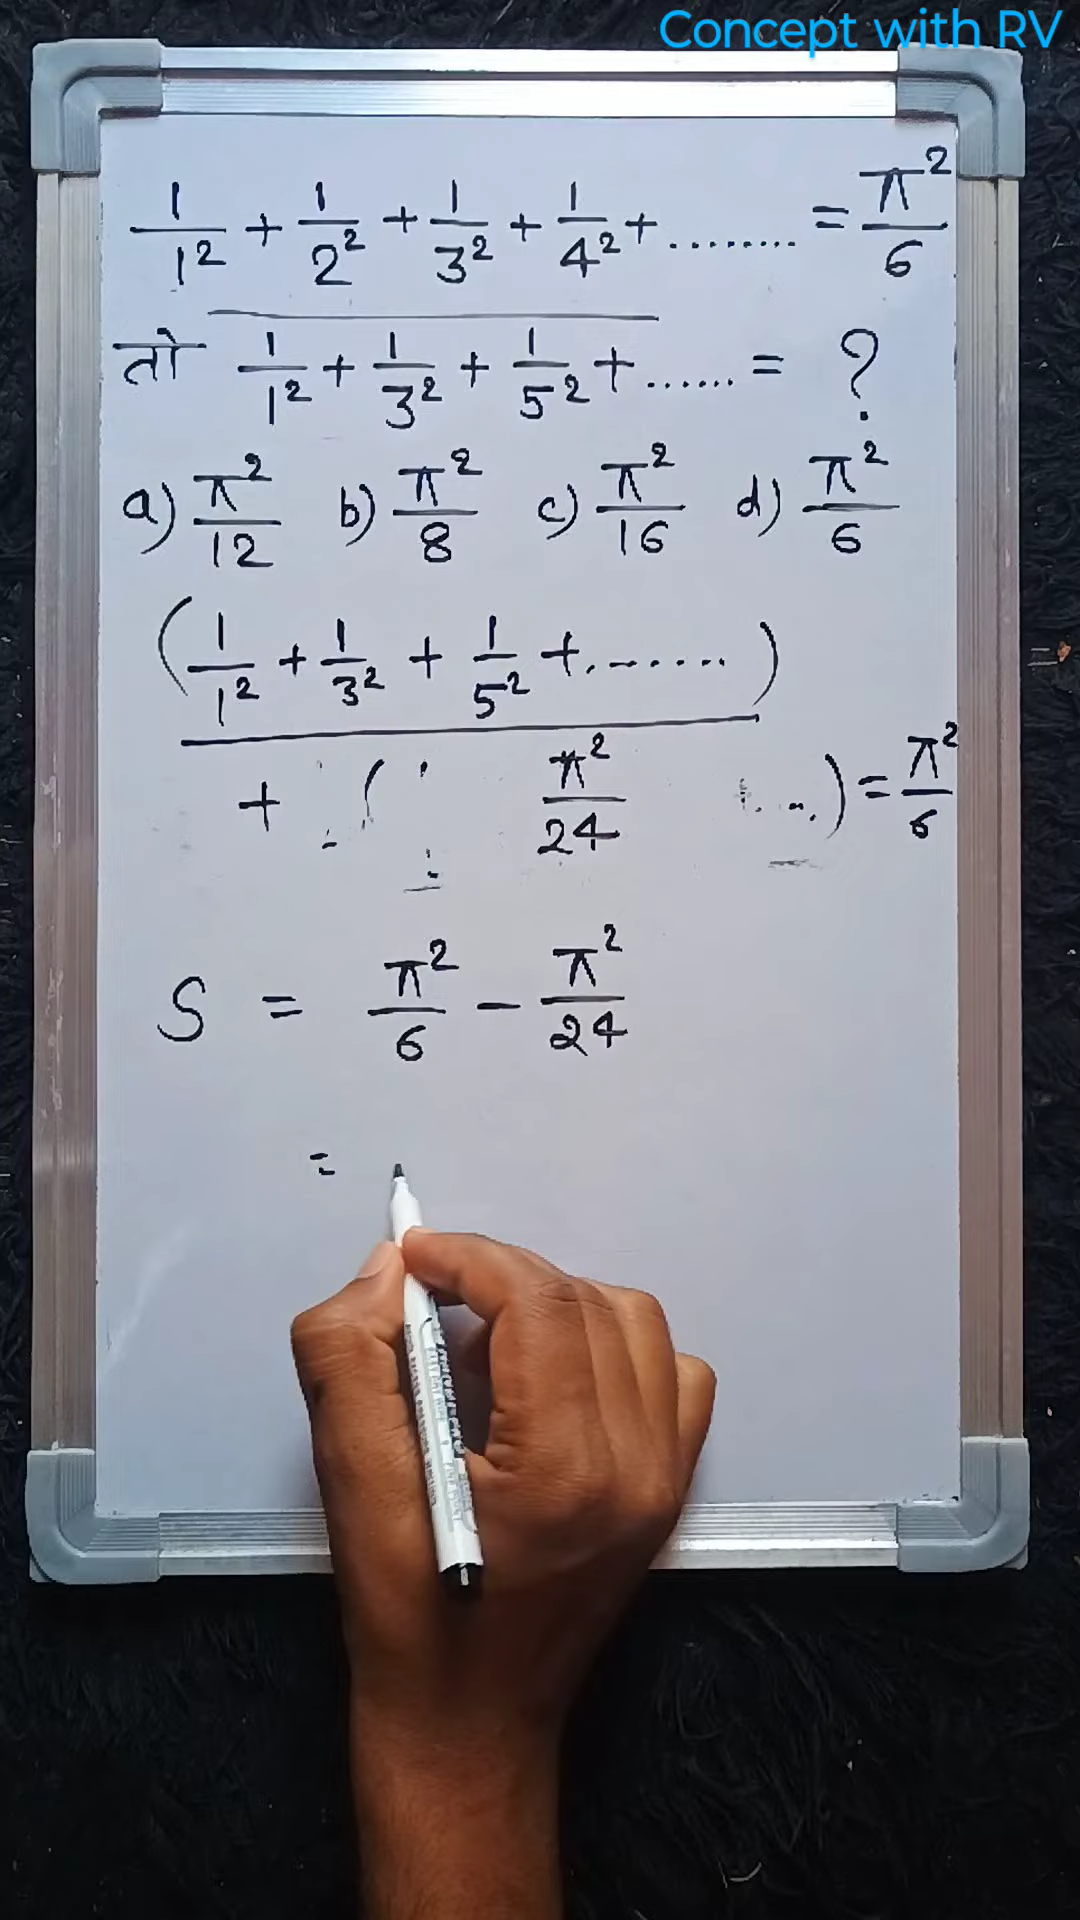 Concept with RV
1/1² + 1/2² + 1/3² + 1/4² + ........ = π²/6
तो 1/1² + 1/3² + 1/5² + ...... = ?
a) π²/12 b) π²/8 c) π²/16 d) π²/6
(1/1² + 1/3² + 1/5² + .......)
+ ( π²/24 ...) = π²/6
S = π²/6 - π²/24
=